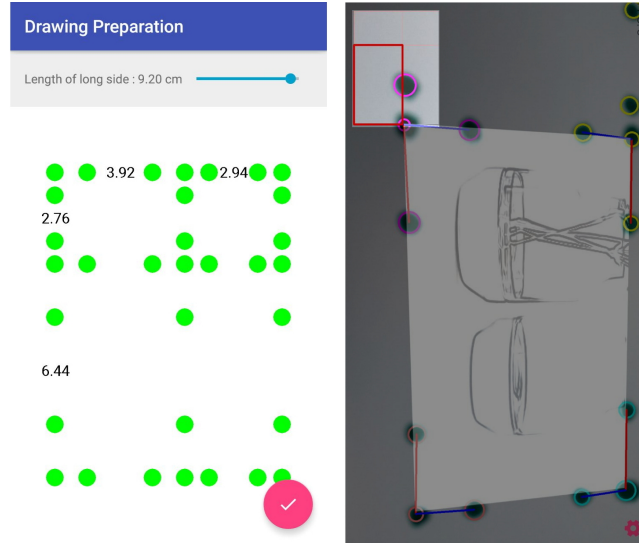 Drawing Preparation
Length of long side : 9.20 cm
3.92 2.94
2.76
6.44